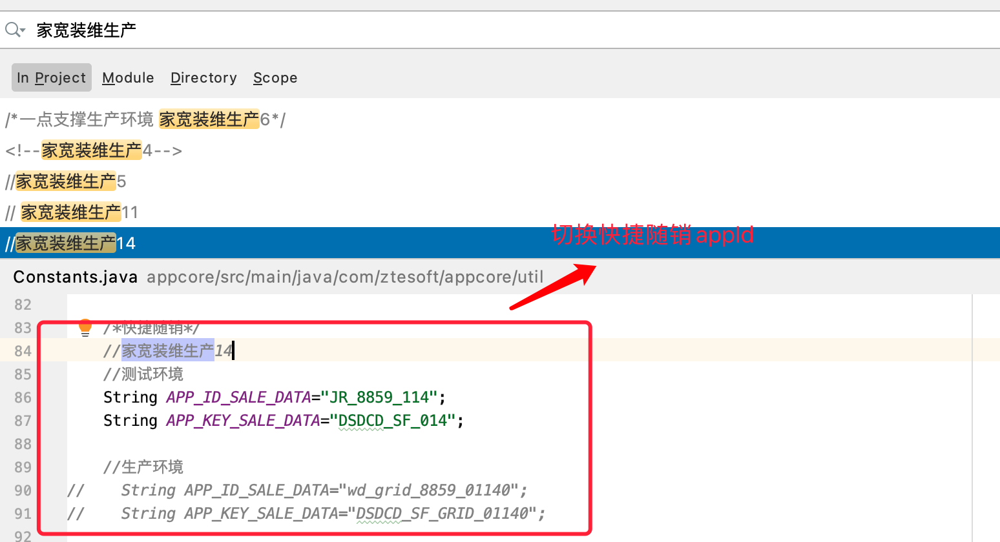 家宽装维生产
In Project Module Directory Scope
/*一点支撑生产环境 家宽装维生产6*/
<!--家宽装维生产4-->
//家宽装维生产5
// 家宽装维生产11
切换快捷随销appId
//家宽装维生产14
Constants.java appcore/src/main/java/com/ztesoft/appcore/util
82
83 /*快捷随销*/
84 //家宽装维生产14
85 //测试环境
86 String APP_ID_SALE_DATA="JR_8859_114";
87 String APP_KEY_SALE_DATA="DSDCD_SF_014";
88
89 //生产环境
90 // String APP_ID_SALE_DATA="wd_grid_8859_01140";
91 // String APP_KEY_SALE_DATA="DSDCD_SF_GRID_01140";
92